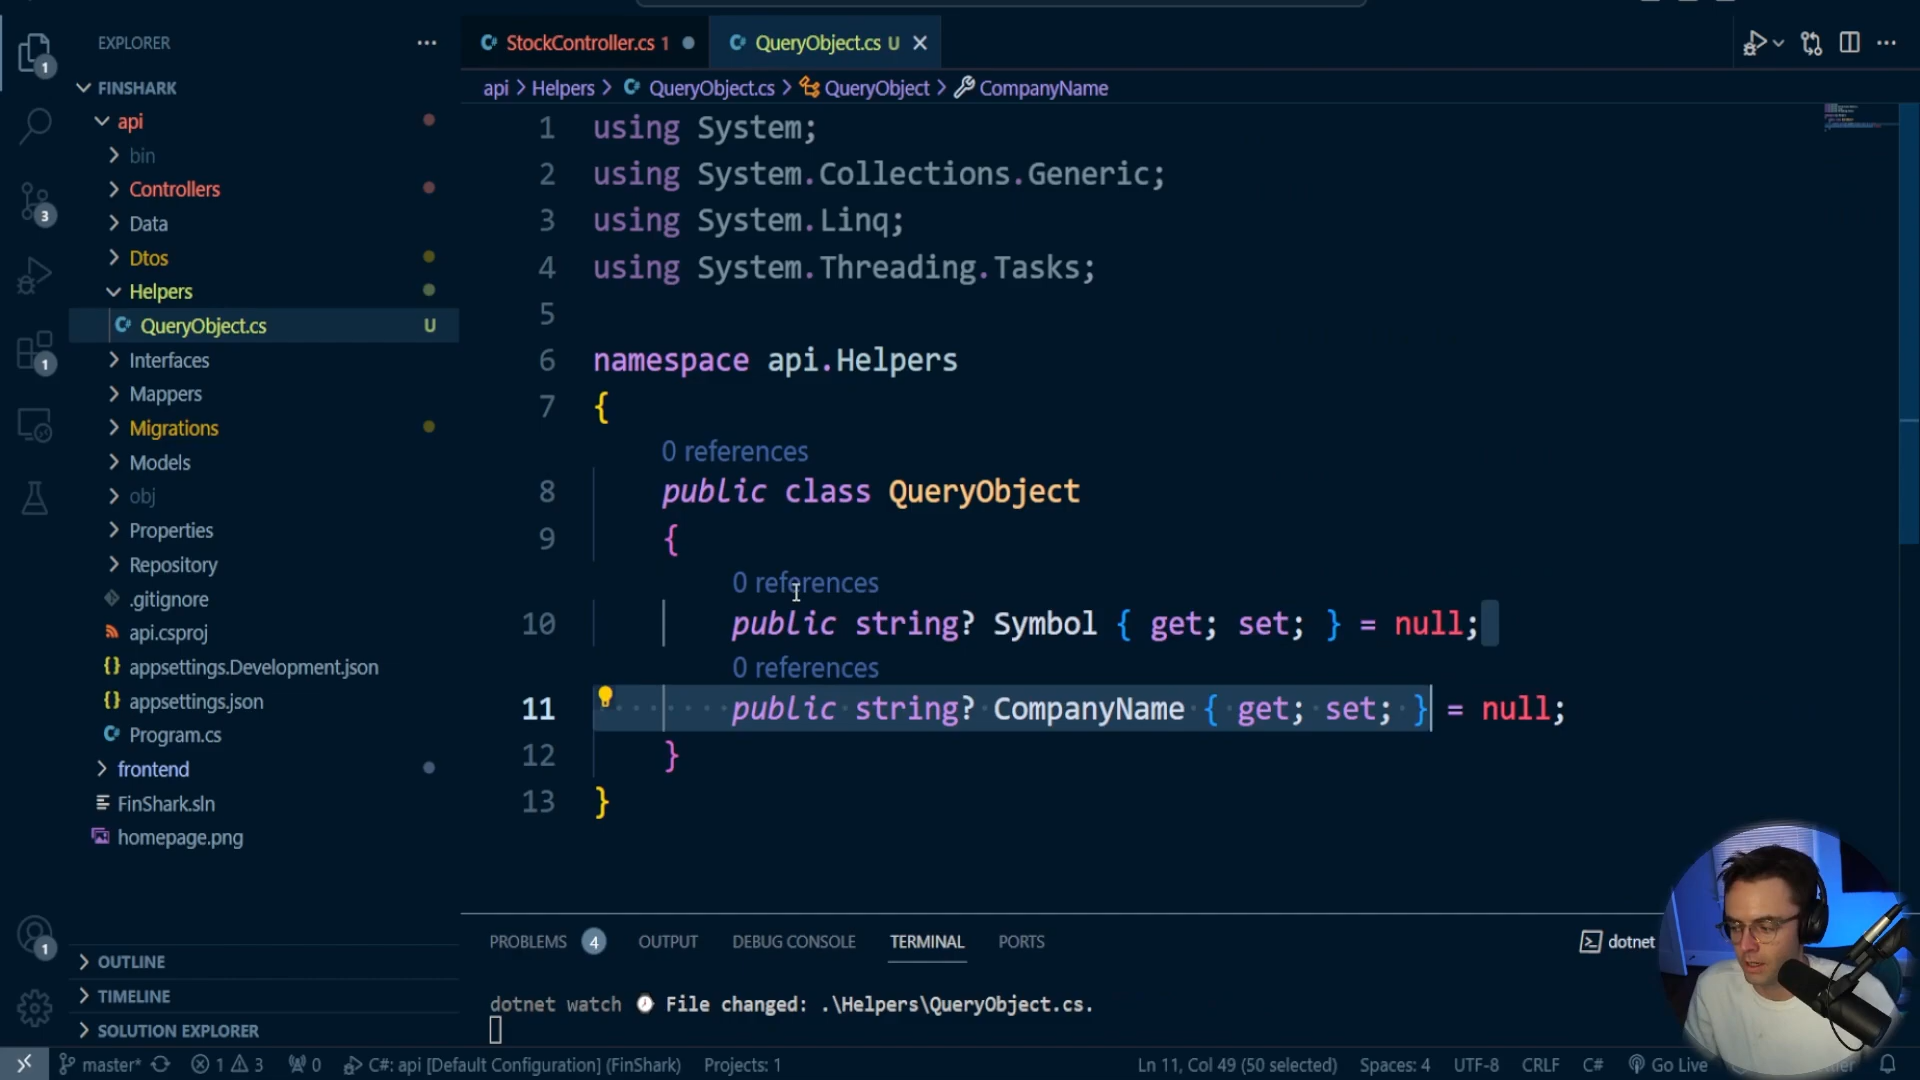 EXPLORER
StockController.cs 1
QueryObject.cs U
FINSHARK
api > Helpers > QueryObject.cs > QueryObject > CompanyName
api
bin
Controllers
Data
Dtos
Helpers
QueryObject.cs U
Interfaces
Mappers
Migrations
Models
obj
Properties
Repository
.gitignore
api.csproj
appsettings.Development.json
appsettings.json
Program.cs
frontend
FinShark.sln
homepage.png
OUTLINE
TIMELINE
SOLUTION EXPLORER
1
3
1
1
1 using System;
2 using System.Collections.Generic;
3 using System.Linq;
4 using System.Threading.Tasks;
5
6 namespace api.Helpers
7 {
0 references
8 public class QueryObject
9 {
0 references
10 public string? Symbol { get; set; } = null;
0 references
11 public string? CompanyName { get; set; } = null;
12 }
13 }
PROBLEMS 4 OUTPUT DEBUG CONSOLE TERMINAL PORTS
dotnet
dotnet watch File changed: .\Helpers\QueryObject.cs.
master* 1 3 0 C#: api [Default Configuration] (FinShark) Projects: 1 Ln 11, Col 49 (50 selected) Spaces: 4 UTF-8 CRLF C# Go Live